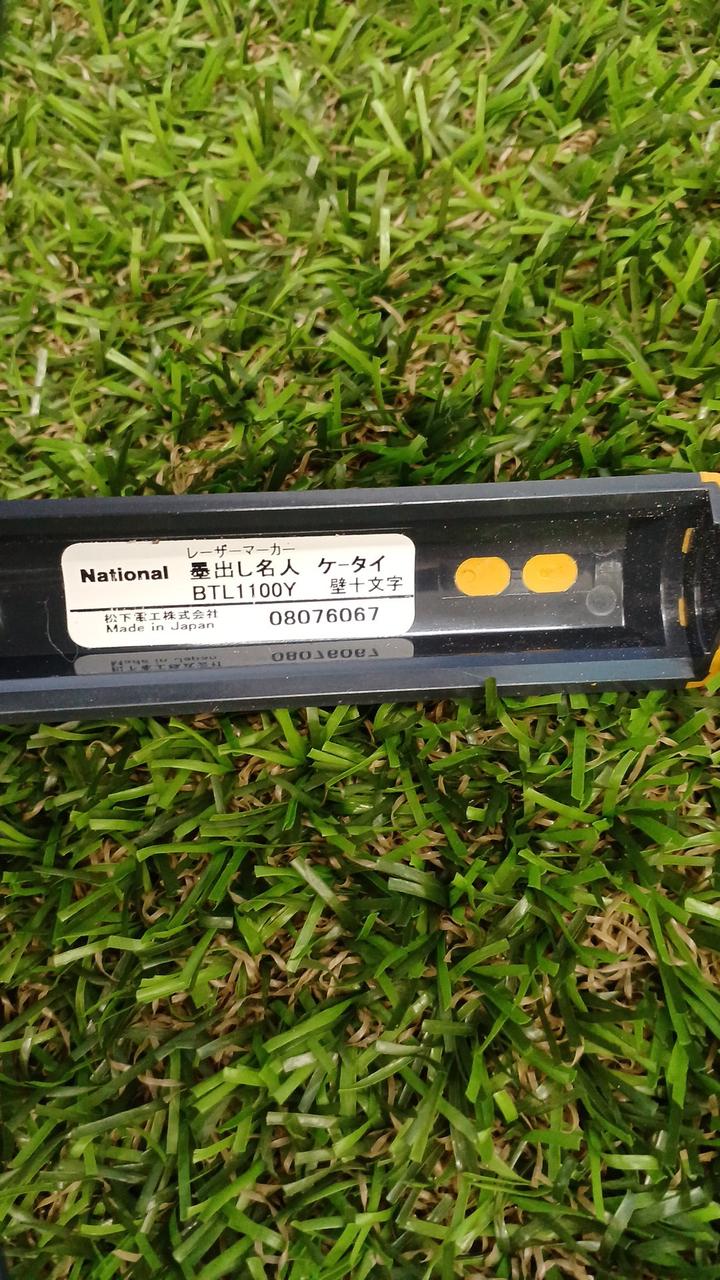 レーザーマーカー
National 墨出し名人 ケータイ
BTL1100Y 壁十文字
松下電工株式会社
Made in Japan
08076067